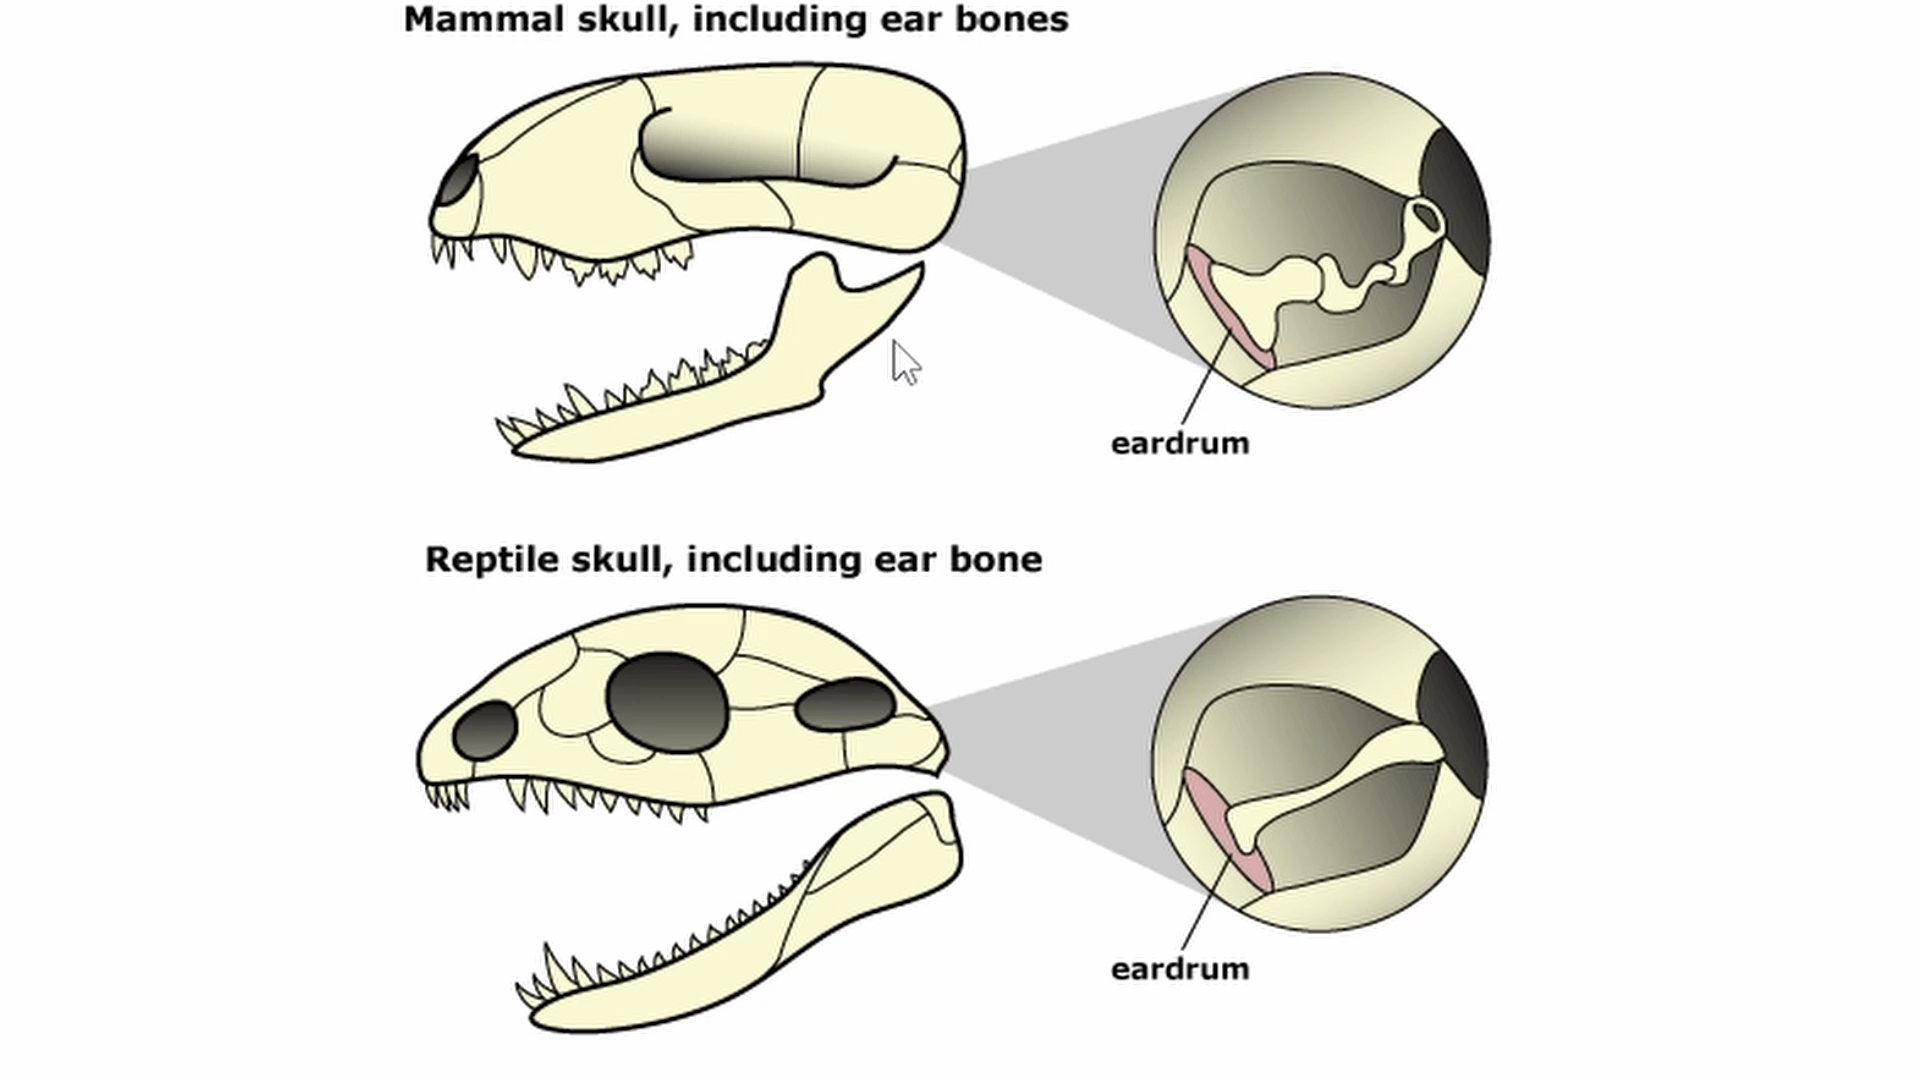 Mammal skull, including ear bones
eardrum
Reptile skull, including ear bone
eardrum